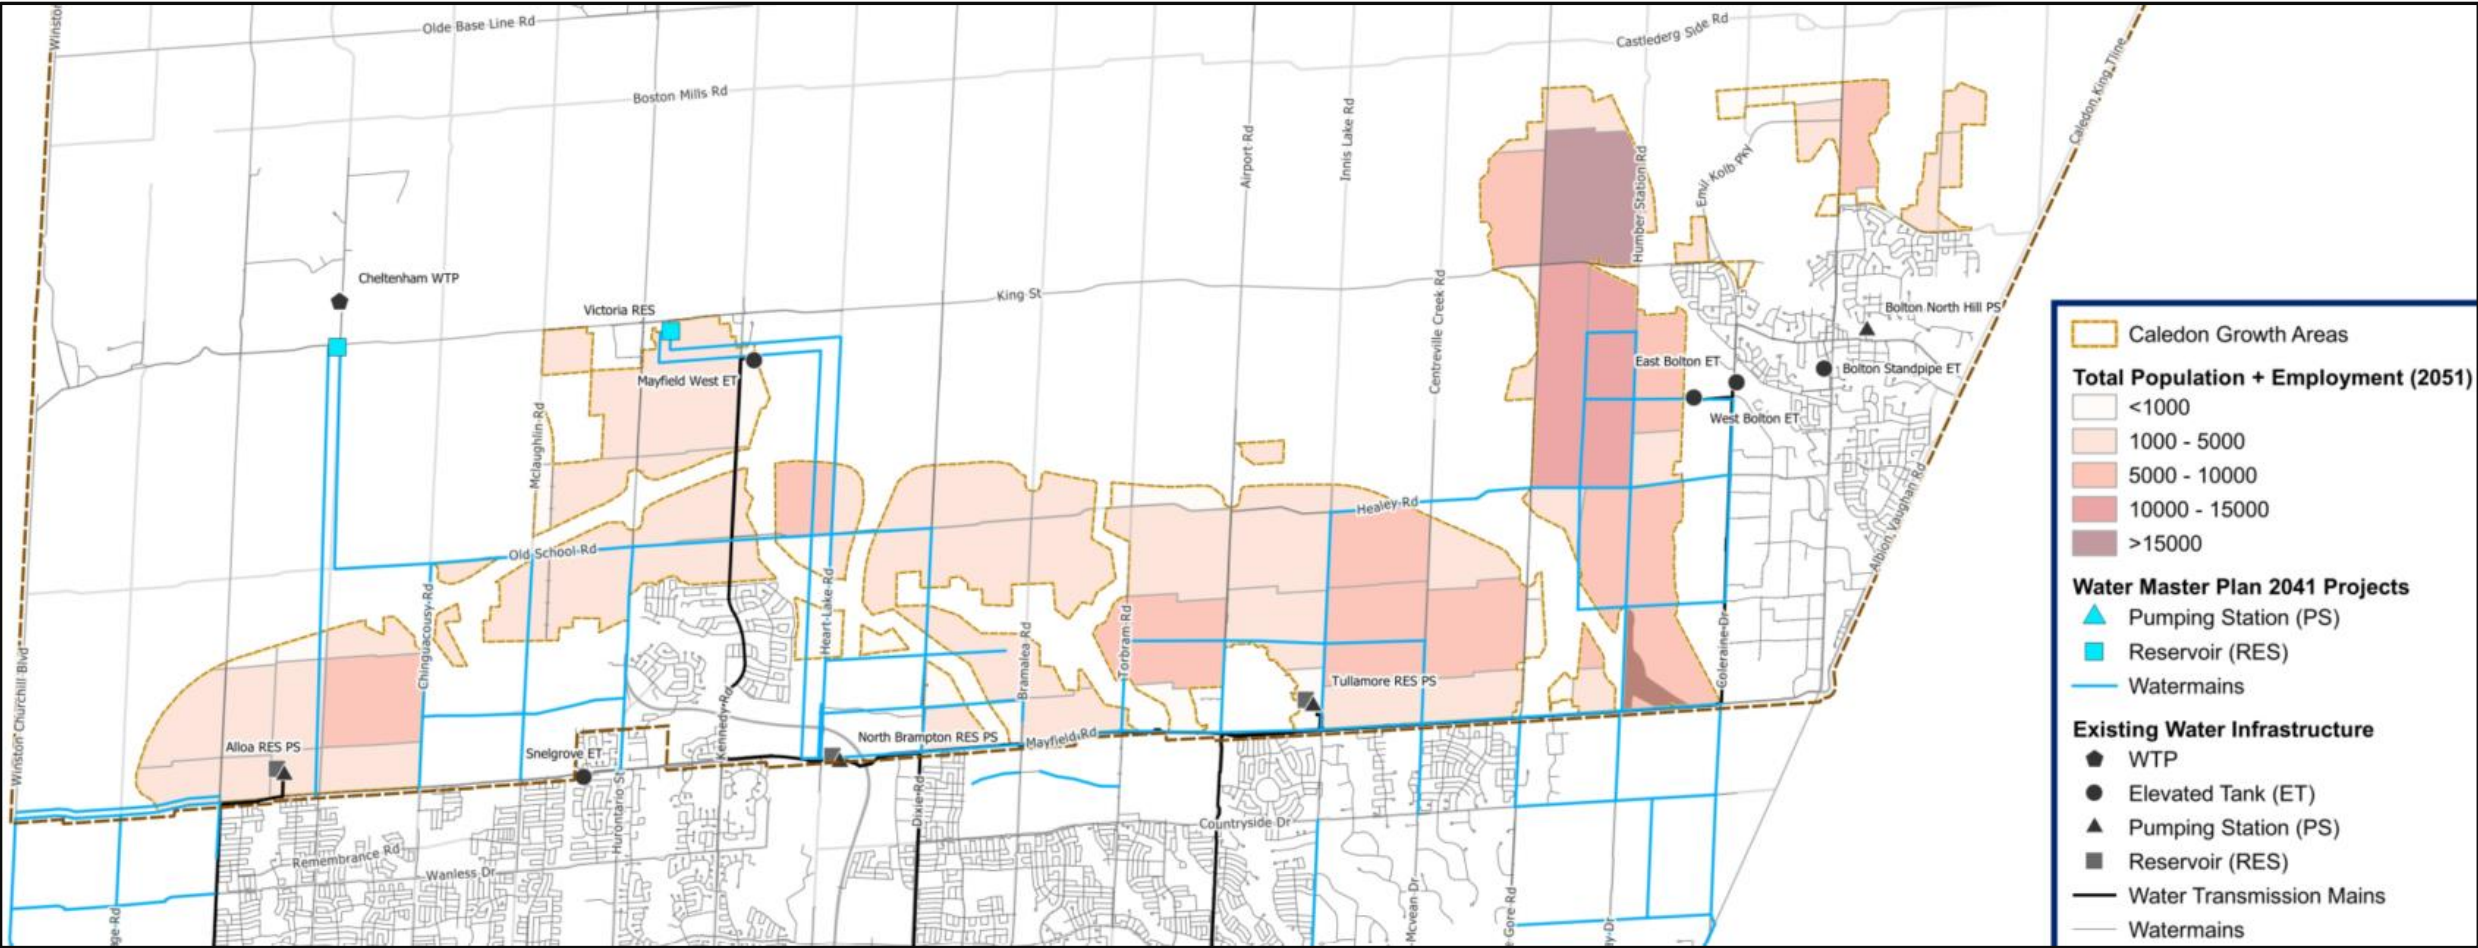 Winston
Olde Base Line Rd
Castlederg Side Rd
Boston Mills Rd
Caledon King Tline
Airport Rd
Innis Lake Rd
Humber Station Rd
Emil Kolb PKY
Cheltenham WTP
King St
Victoria RES
Centreville Creek Rd
Bolton North Hill PS
Mayfield West ET
East Bolton ET
Bolton Standpipe ET
West Bolton ET
Mclaughlin Rd
Healey Rd
Albion Vaughan Rd
Old School Rd
Chinguacousy Rd
Heart Lake Rd
Bramalea Rd
Torbram Rd
Coleraine Dr
Winston Churchill Blvd
Kennedy Rd
Tullamore RES PS
Alloa RES PS
Snelgrove ET
North Brampton RES PS
Mayfield Rd
Hurontario St
Dixie Rd
Countryside Dr
Remembrance Rd
Wanless Dr
ge Rd
Mcvean Dr
e Gore Rd
y Dr
Caledon Growth Areas
Total Population + Employment (2051)
<1000
1000 - 5000
5000 - 10000
10000 - 15000
>15000
Water Master Plan 2041 Projects
Pumping Station (PS)
Reservoir (RES)
Watermains
Existing Water Infrastructure
WTP
Elevated Tank (ET)
Pumping Station (PS)
Reservoir (RES)
Water Transmission Mains
Watermains